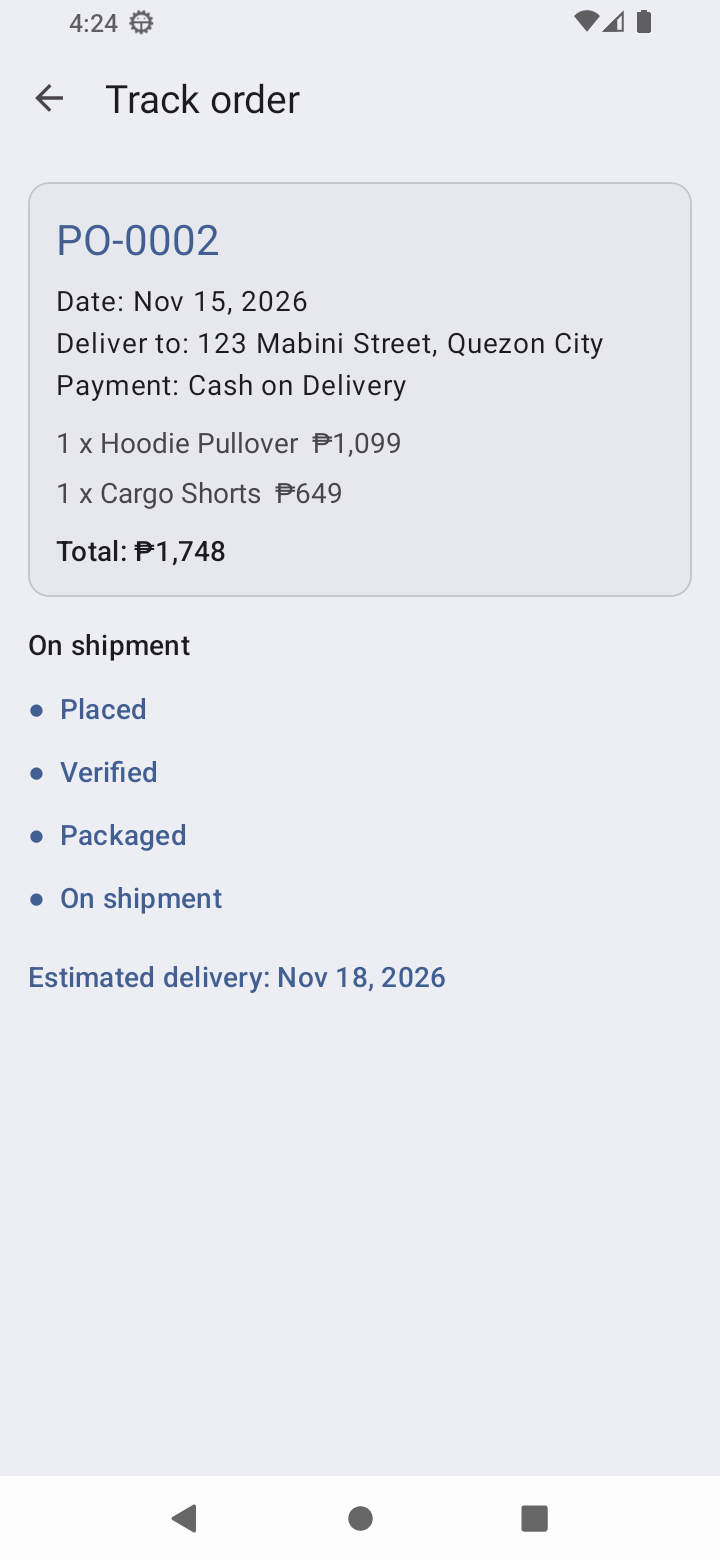 4:24
Track order
PO-0002
Date: Nov 15, 2026
Deliver to: 123 Mabini Street, Quezon City
Payment: Cash on Delivery
1 x Hoodie Pullover ₱1,099
1 x Cargo Shorts ₱649
Total: ₱1,748
On shipment
● Placed
● Verified
● Packaged
● On shipment
Estimated delivery: Nov 18, 2026